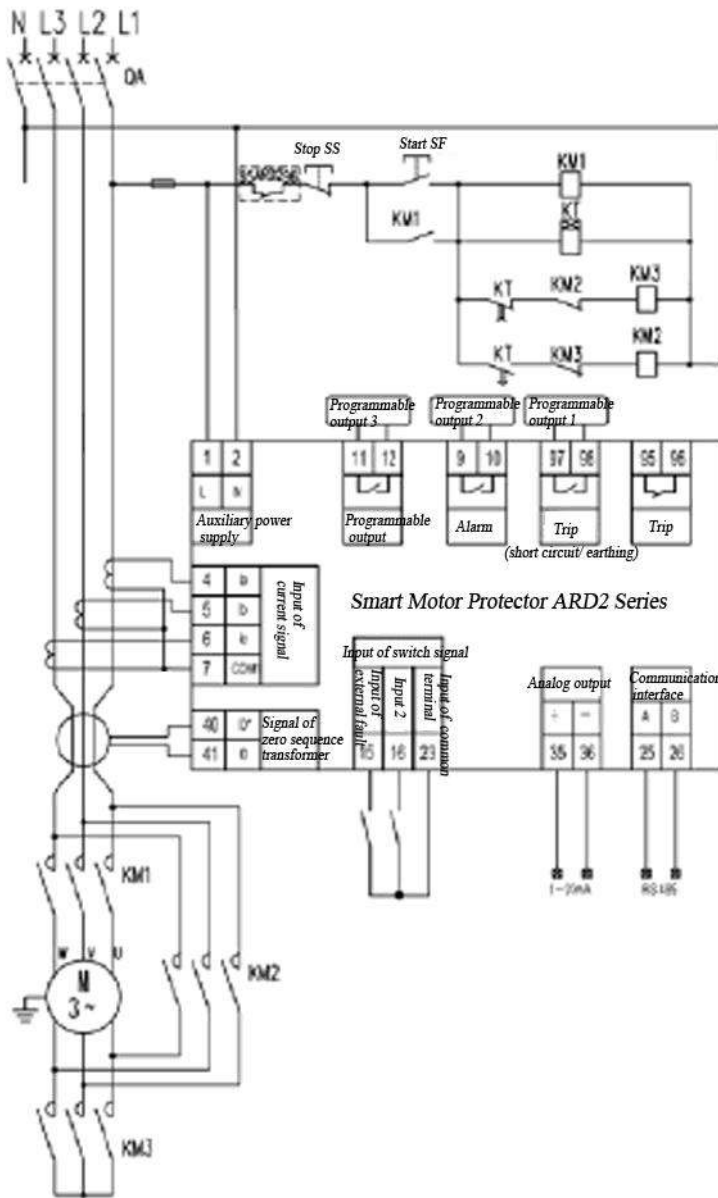 N L3 L2 L1
QA
Stop SS
Start SF
KM1
KT
KM1
KT
KM2
KM3
KT
KM3
KM2
Programmable
output 3
Programmable
output 2
Programmable
output 1
1 2
11 12
9 10
97 98
95 96
L N
Auxiliary power
supply
Programmable
output
Alarm
Trip
(short circuit/ earthing)
Trip
4
5
6
7 COM
Input of
current signal
Smart Motor Protector ARD2 Series
Input of switch signal
Input of
external fault
Input 2
Input of common
terminal
15 16 23
Analog output
+ −
35 36
Communication
interface
A B
25 26
40
41
Signal of
zero sequence
transformer
RS485
KM1
W V U
M
3~
KM2
KM3